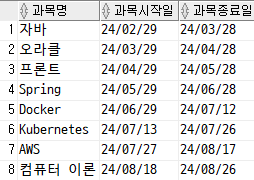 과목명 과목시작일 과목종료일
1 자바 24/02/29 24/03/28
2 오라클 24/03/29 24/04/28
3 프론트 24/04/29 24/05/28
4 Spring 24/05/29 24/06/28
5 Docker 24/06/29 24/07/12
6 Kubernetes 24/07/13 24/07/26
7 AWS 24/07/27 24/08/17
8 컴퓨터 이론 24/08/18 24/08/26